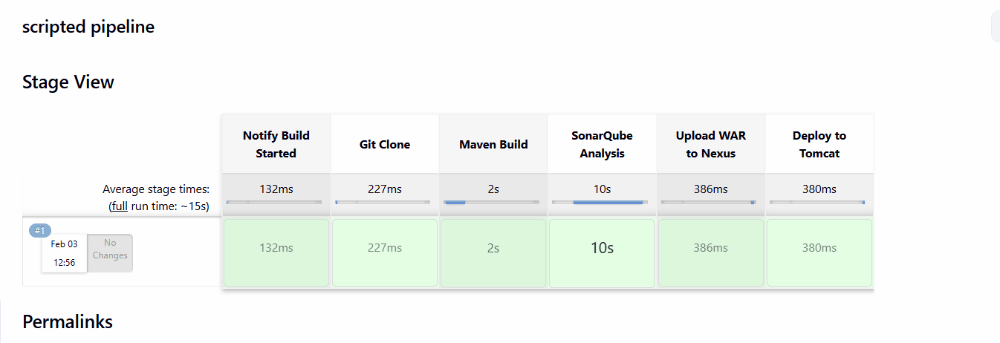 scripted pipeline
Stage View
Notify Build
Started
Git Clone
Maven Build
SonarQube
Analysis
Upload WAR
to Nexus
Deploy to
Tomcat
Average stage times:
(full run time: ~15s)
132ms
227ms
2s
10s
386ms
380ms
#1
Feb 03
12:56
No
Changes
132ms
227ms
2s
10s
386ms
380ms
Permalinks